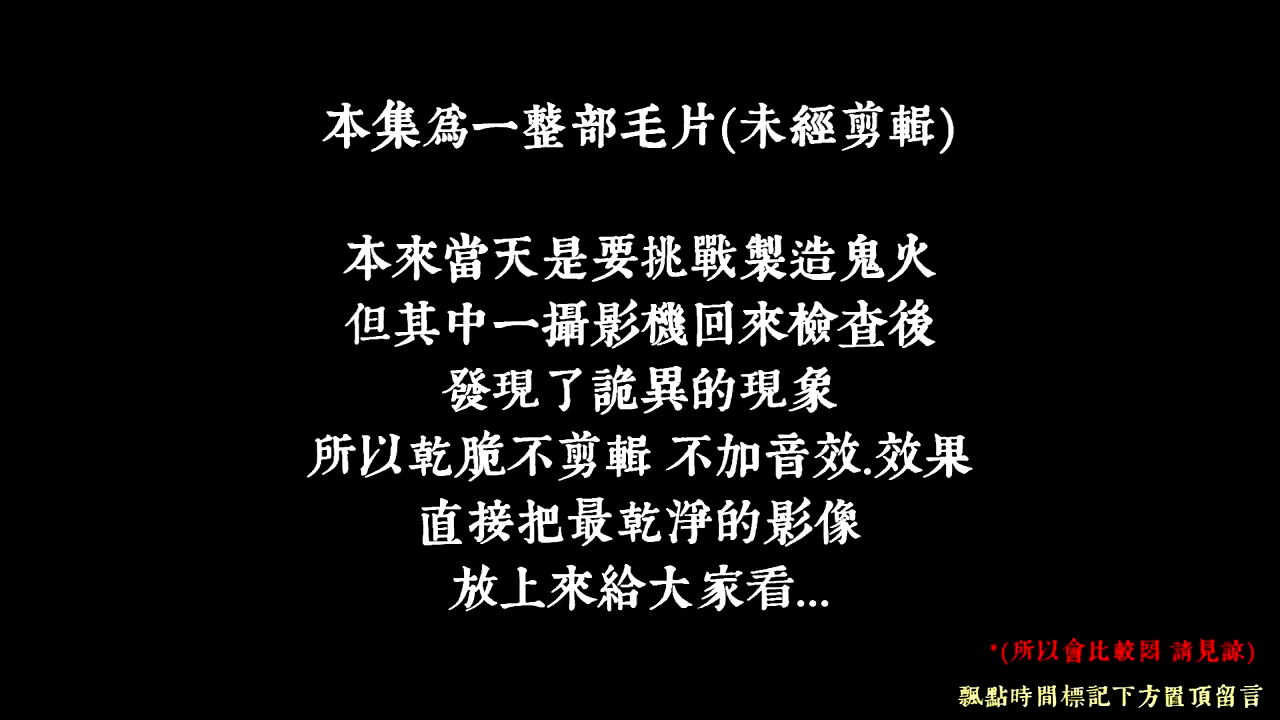 本集為一整部毛片(未經剪輯)
本來當天是要挑戰製造鬼火
但其中一攝影機回來檢查後
發現了詭異的現象
所以乾脆不剪輯 不加音效.效果
直接把最乾淨的影像
放上來給大家看...
*(所以會比較悶 請見諒)
飄點時間標記下方置頂留言